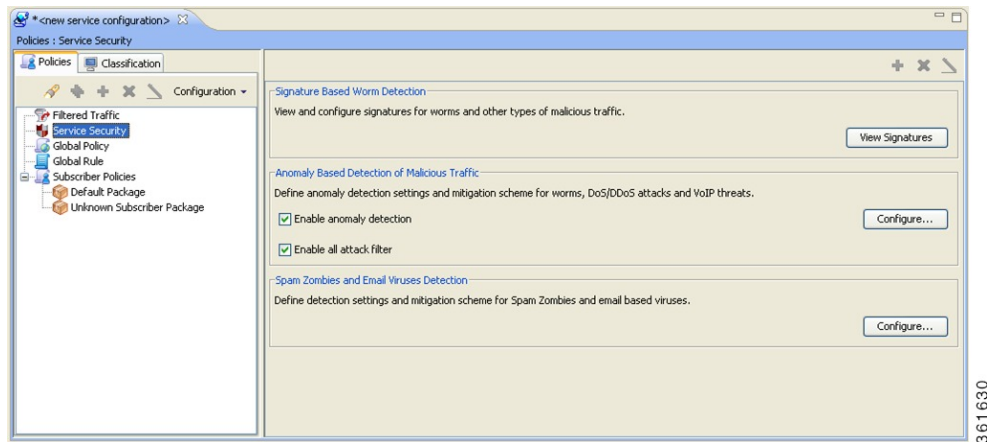 *<new service configuration>
Policies : Service Security
Policies
Classification
Configuration
Filtered Traffic
Service Security
Global Policy
Global Rule
Subscriber Policies
Default Package
Unknown Subscriber Package
Signature Based Worm Detection
View and configure signatures for worms and other types of malicious traffic.
View Signatures
Anomaly Based Detection of Malicious Traffic
Define anomaly detection settings and mitigation scheme for worms, DoS/DDoS attacks and VoIP threats.
Enable anomaly detection
Configure...
Enable all attack filter
Spam Zombies and Email Viruses Detection
Define detection settings and mitigation scheme for Spam Zombies and email based viruses.
Configure...
361630